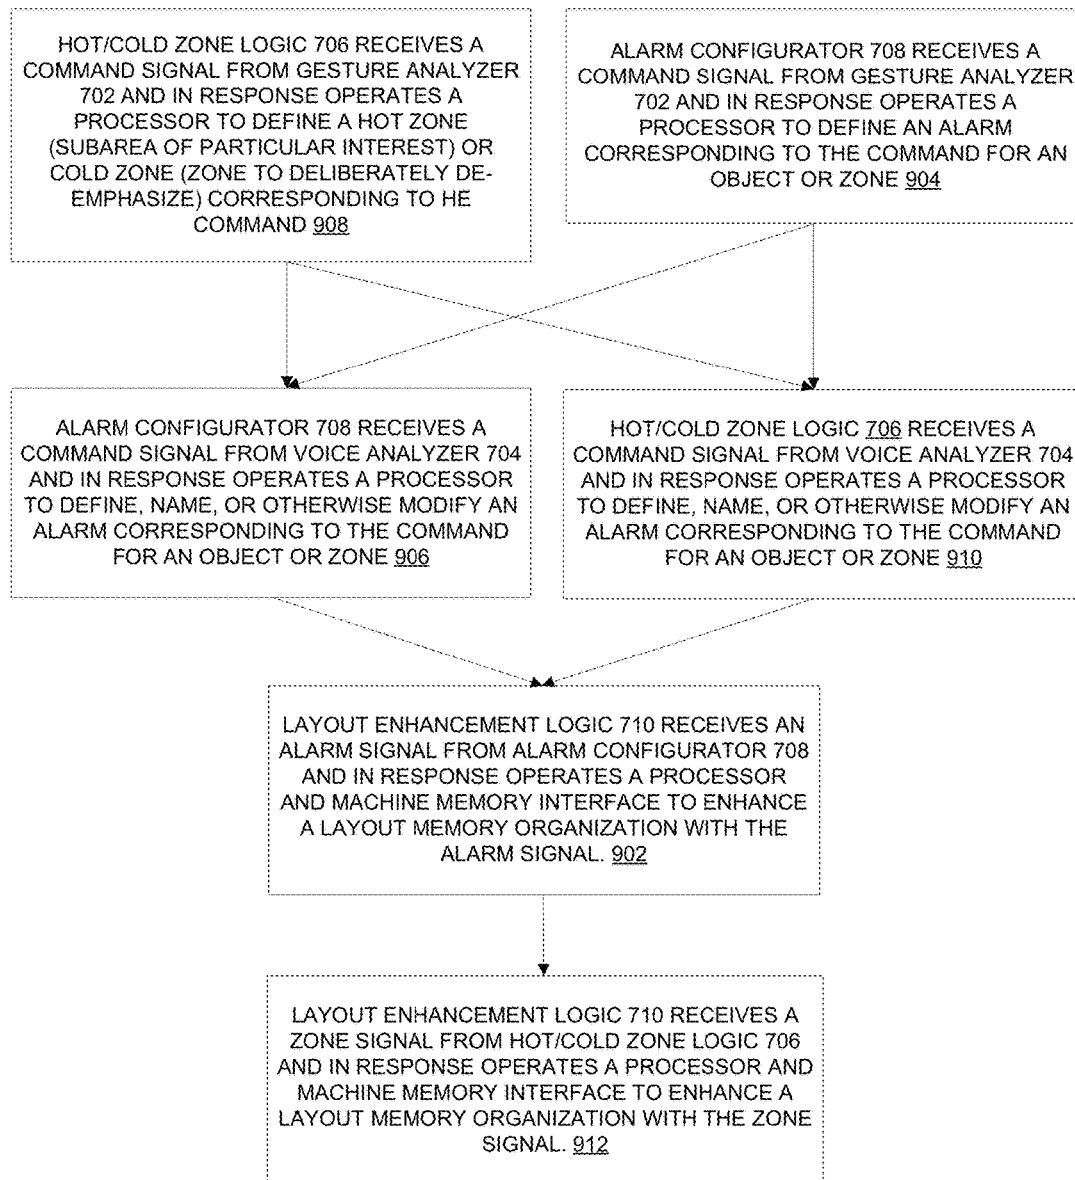 HOT/COLD ZONE LOGIC 706 RECEIVES A
COMMAND SIGNAL FROM GESTURE ANALYZER
702 AND IN RESPONSE OPERATES A
PROCESSOR TO DEFINE A HOT ZONE
(SUBAREA OF PARTICULAR INTEREST) OR
COLD ZONE (ZONE TO DELIBERATELY DE-
EMPHASIZE) CORRESPONDING TO HE
COMMAND 908
ALARM CONFIGURATOR 708 RECEIVES A
COMMAND SIGNAL FROM GESTURE ANALYZER
702 AND IN RESPONSE OPERATES A
PROCESSOR TO DEFINE AN ALARM
CORRESPONDING TO THE COMMAND FOR AN
OBJECT OR ZONE 904
ALARM CONFIGURATOR 708 RECEIVES A
COMMAND SIGNAL FROM VOICE ANALYZER 704
AND IN RESPONSE OPERATES A PROCESSOR
TO DEFINE, NAME, OR OTHERWISE MODIFY AN
ALARM CORRESPONDING TO THE COMMAND
FOR AN OBJECT OR ZONE 906
HOT/COLD ZONE LOGIC 706 RECEIVES A
COMMAND SIGNAL FROM VOICE ANALYZER 704
AND IN RESPONSE OPERATES A PROCESSOR
TO DEFINE, NAME, OR OTHERWISE MODIFY AN
ALARM CORRESPONDING TO THE COMMAND
FOR AN OBJECT OR ZONE 910
LAYOUT ENHANCEMENT LOGIC 710 RECEIVES AN
ALARM SIGNAL FROM ALARM CONFIGURATOR 708
AND IN RESPONSE OPERATES A PROCESSOR
AND MACHINE MEMORY INTERFACE TO ENHANCE
A LAYOUT MEMORY ORGANIZATION WITH THE
ALARM SIGNAL. 902
LAYOUT ENHANCEMENT LOGIC 710 RECEIVES A
ZONE SIGNAL FROM HOT/COLD ZONE LOGIC 706
AND IN RESPONSE OPERATES A PROCESSOR AND
MACHINE MEMORY INTERFACE TO ENHANCE A
LAYOUT MEMORY ORGANIZATION WITH THE ZONE
SIGNAL. 912